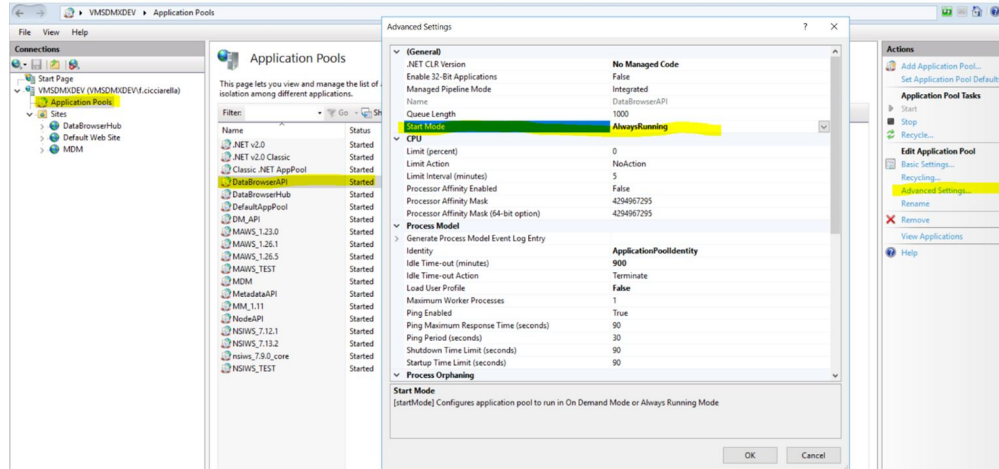 VMSDMXDEV ▸ Application Pools ▸
File View Help
Connections
Start Page
VMSDMXDEV (VMSDMXDEV\f.cicciarella)
Application Pools
Sites
DataBrowserHub
Default Web Site
MDM
Application Pools
This page lets you view and manage the list of
isolation among different applications.
Filter: Go Sh
Name Status
.NET v2.0 Started
.NET v2.0 Classic Started
Classic .NET AppPool Started
DataBrowserAPI Started
DataBrowserHub Started
DefaultAppPool Started
DM_API Started
MAWS_1.23.0 Started
MAWS_1.26.1 Started
MAWS_1.26.5 Started
MAWS_TEST Started
MDM Started
MetadataAPI Started
MM_1.11 Started
NodeAPI Started
NSIWS_7.12.1 Started
NSIWS_7.13.2 Started
nsiws_7.9.0_core Started
NSIWS_TEST Started
Advanced Settings ? ×
(General)
.NET CLR Version No Managed Code
Enable 32-Bit Applications False
Managed Pipeline Mode Integrated
Name DataBrowserAPI
Queue Length 1000
Start Mode AlwaysRunning
CPU
Limit (percent) 0
Limit Action NoAction
Limit Interval (minutes) 5
Processor Affinity Enabled False
Processor Affinity Mask 4294967295
Processor Affinity Mask (64-bit option) 4294967295
Process Model
Generate Process Model Event Log Entry
Identity ApplicationPoolIdentity
Idle Time-out (minutes) 900
Idle Time-out Action Terminate
Load User Profile False
Maximum Worker Processes 1
Ping Enabled True
Ping Maximum Response Time (seconds) 90
Ping Period (seconds) 30
Shutdown Time Limit (seconds) 90
Startup Time Limit (seconds) 90
Process Orphaning
Start Mode
[startMode] Configures application pool to run in On Demand Mode or Always Running Mode
OK Cancel
Actions
Add Application Pool...
Set Application Pool Default
Application Pool Tasks
Start
Stop
Recycle...
Edit Application Pool
Basic Settings...
Recycling...
Advanced Settings...
Rename
Remove
View Applications
Help